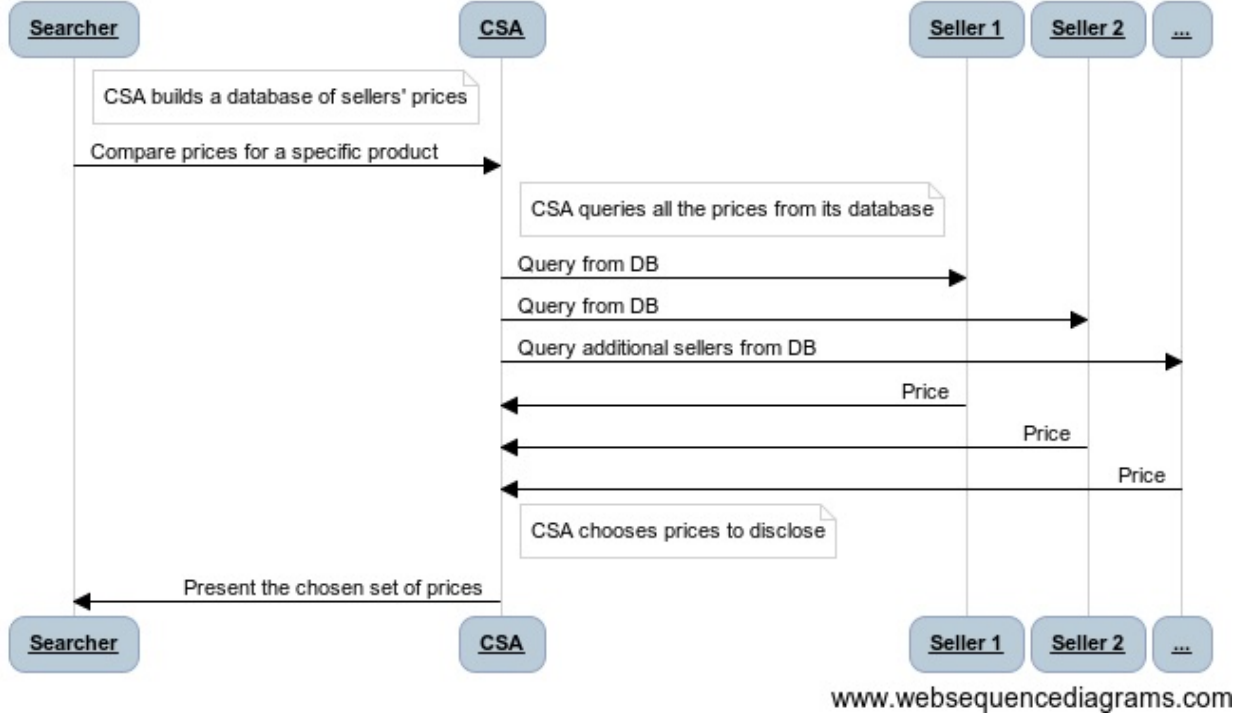 Searcher CSA Seller 1 Seller 2 ...
CSA builds a database of sellers' prices
Compare prices for a specific product
CSA queries all the prices from its database
Query from DB
Query from DB
Query additional sellers from DB
Price
Price
Price
CSA chooses prices to disclose
Present the chosen set of prices
Searcher CSA Seller 1 Seller 2 ...
www.websequencediagrams.com